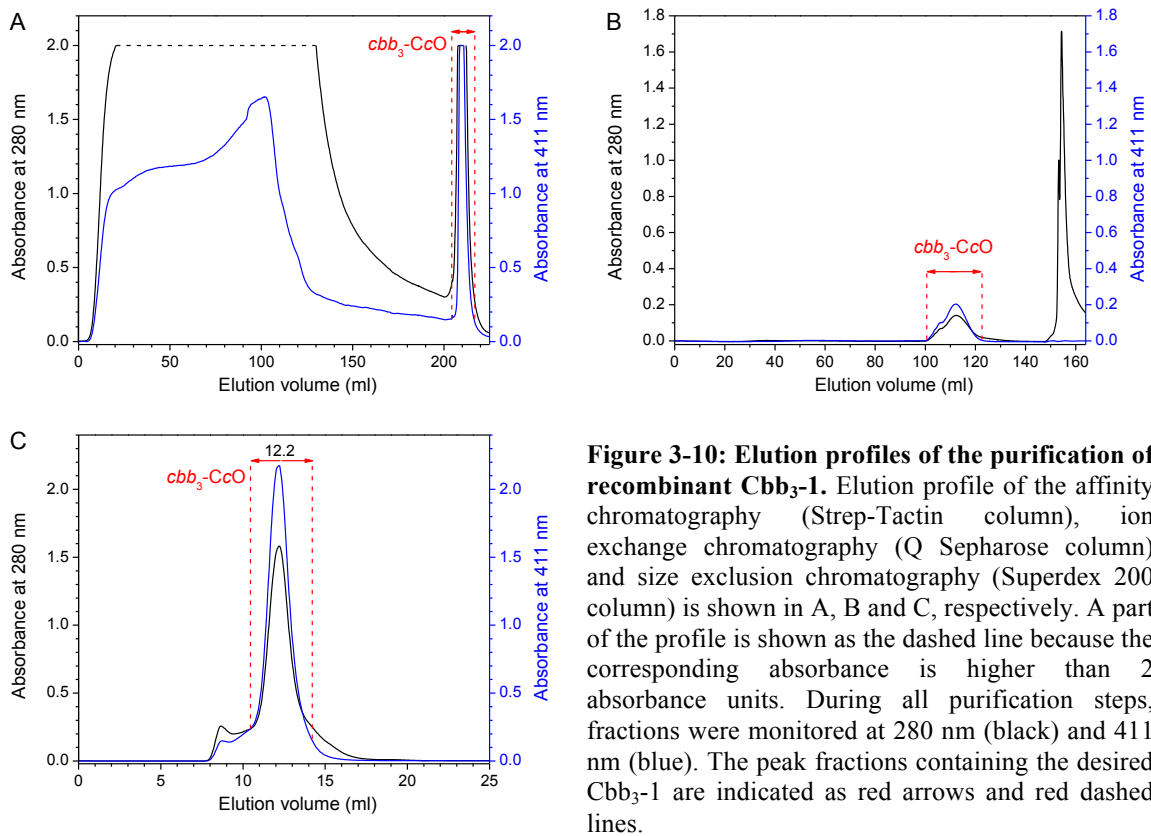 A
cbb₃-CcO
2.0
1.5
1.0
0.5
0.0
Absorbance at 280 nm
2.0
1.5
1.0
0.5
0.0
Absorbance at 411 nm
0 50 100 150 200
Elution volume (ml)
B
cbb₃-CcO
1.8
1.6
1.4
1.2
1.0
0.8
0.6
0.4
0.2
0.0
Absorbance at 280 nm
1.8
1.6
1.4
1.2
1.0
0.8
0.6
0.4
0.2
0.0
Absorbance at 411 nm
0 20 40 60 80 100 120 140 160
Elution volume (ml)
C
12.2
cbb₃-CcO
2.0
1.5
1.0
0.5
0.0
Absorbance at 280 nm
2.0
1.5
1.0
0.5
0.0
Absorbance at 411 nm
0 5 10 15 20 25
Elution volume (ml)
Figure 3-10: Elution profiles of the purification of
recombinant Cbb₃-1. Elution profile of the affinity
chromatography (Strep-Tactin column), ion
exchange chromatography (Q Sepharose column)
and size exclusion chromatography (Superdex 200
column) is shown in A, B and C, respectively. A part
of the profile is shown as the dashed line because the
corresponding absorbance is higher than 2
absorbance units. During all purification steps,
fractions were monitored at 280 nm (black) and 411
nm (blue). The peak fractions containing the desired
Cbb₃-1 are indicated as red arrows and red dashed
lines.